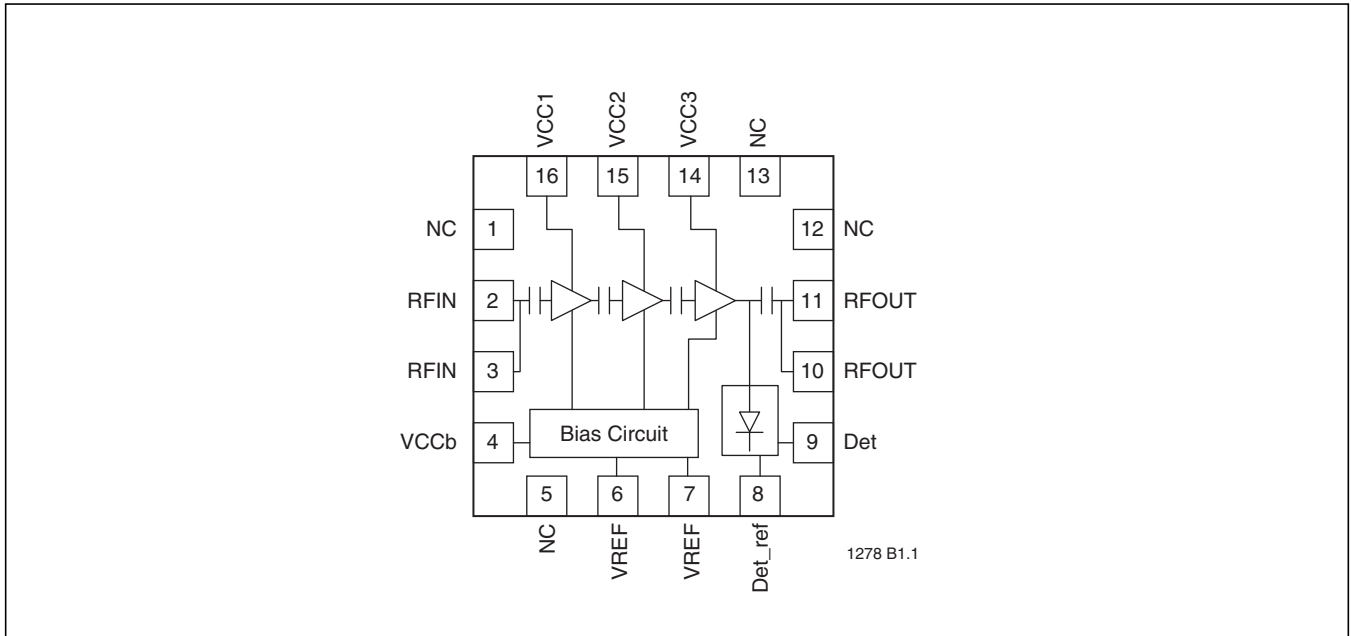 VCC1 VCC2 VCC3 NC
16 15 14 13
NC 1 12 NC
RFIN 2 11 RFOUT
RFIN 3 10 RFOUT
VCCb 4 Bias Circuit 9 Det
5 6 7 8
NC VREF VREF Det_ref
1278 B1.1